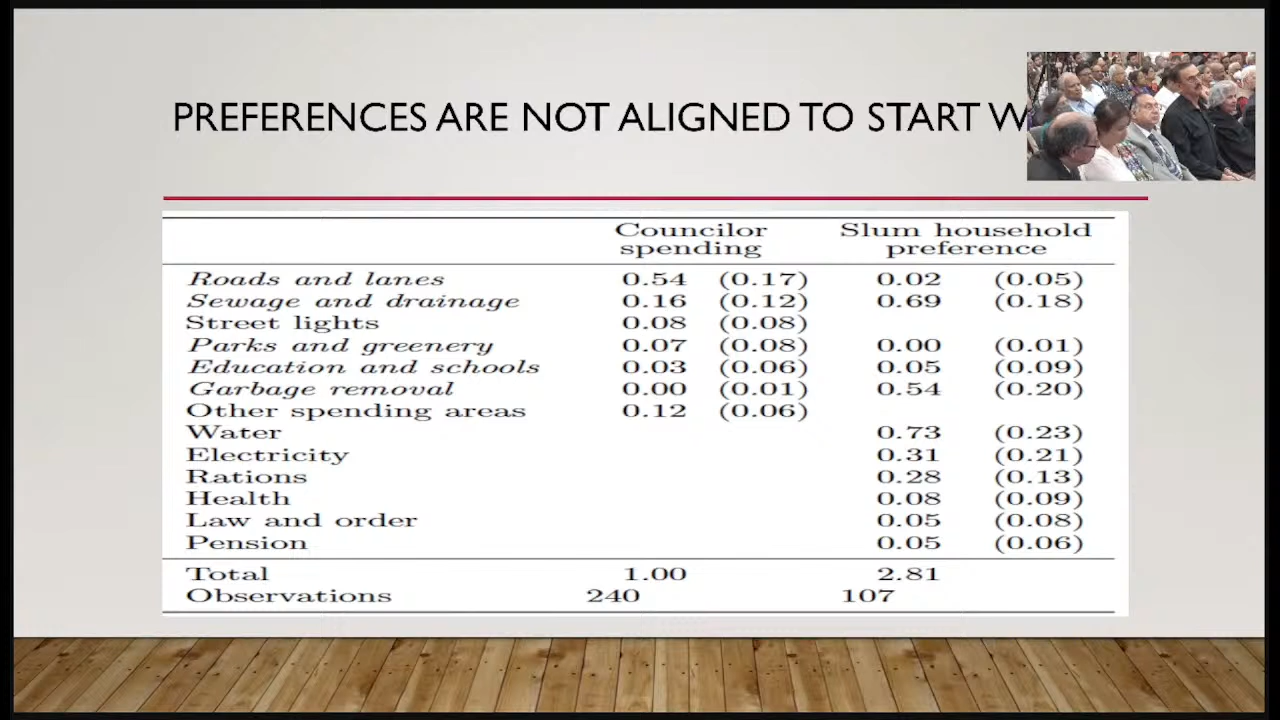 PREFERENCES ARE NOT ALIGNED TO START W
Councilor spending Slum household preference
Roads and lanes 0.54 (0.17) 0.02 (0.05)
Sewage and drainage 0.16 (0.12) 0.69 (0.18)
Street lights 0.08 (0.08)
Parks and greenery 0.07 (0.08) 0.00 (0.01)
Education and schools 0.03 (0.06) 0.05 (0.09)
Garbage removal 0.00 (0.01) 0.54 (0.20)
Other spending areas 0.12 (0.06)
Water 0.73 (0.23)
Electricity 0.31 (0.21)
Rations 0.28 (0.13)
Health 0.08 (0.09)
Law and order 0.05 (0.08)
Pension 0.05 (0.06)
Total 1.00 2.81
Observations 240 107